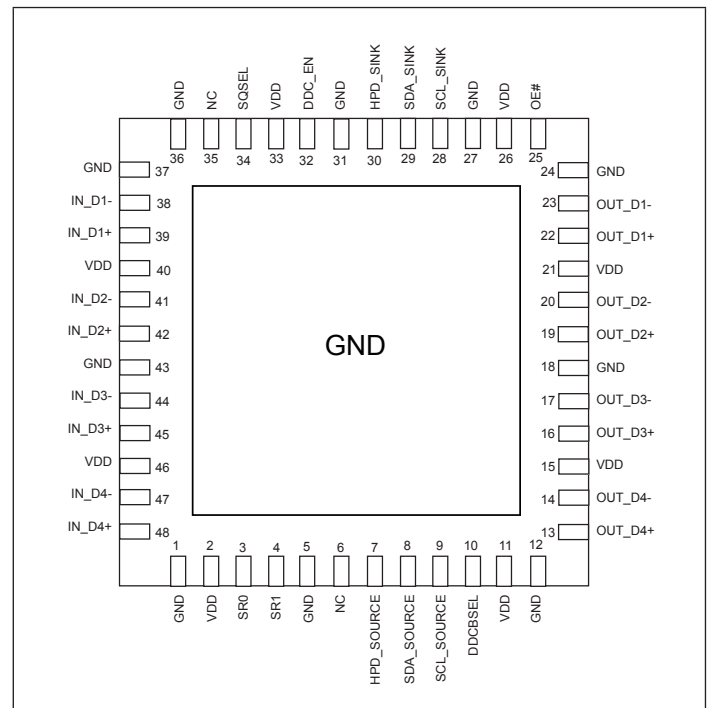 GND
NC
SQSEL
VDD
DDC_EN
GND
HPD_SINK
SDA_SINK
SCL_SINK
GND
VDD
OE#
36 35 34 33 32 31 30 29 28 27 26 25
GND 37
IN_D1- 38
IN_D1+ 39
VDD 40
IN_D2- 41
IN_D2+ 42
GND 43
IN_D3- 44
IN_D3+ 45
VDD 46
IN_D4- 47
IN_D4+ 48
GND
24 GND
23 OUT_D1-
22 OUT_D1+
21 VDD
20 OUT_D2-
19 OUT_D2+
18 GND
17 OUT_D3-
16 OUT_D3+
15 VDD
14 OUT_D4-
13 OUT_D4+
1 2 3 4 5 6 7 8 9 10 11 12
GND
VDD
SR0
SR1
GND
NC
HPD_SOURCE
SDA_SOURCE
SCL_SOURCE
DDCBSEL
VDD
GND